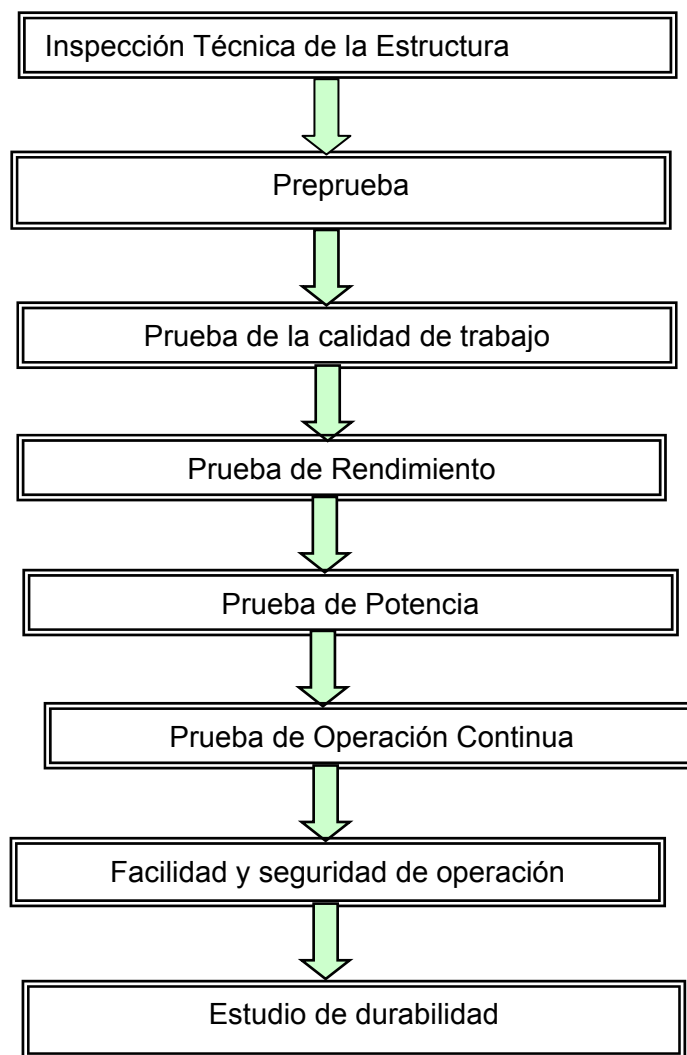 Inspección Técnica de la Estructura
Preprueba
Prueba de la calidad de trabajo
Prueba de Rendimiento
Prueba de Potencia
Prueba de Operación Continua
Facilidad y seguridad de operación
Estudio de durabilidad